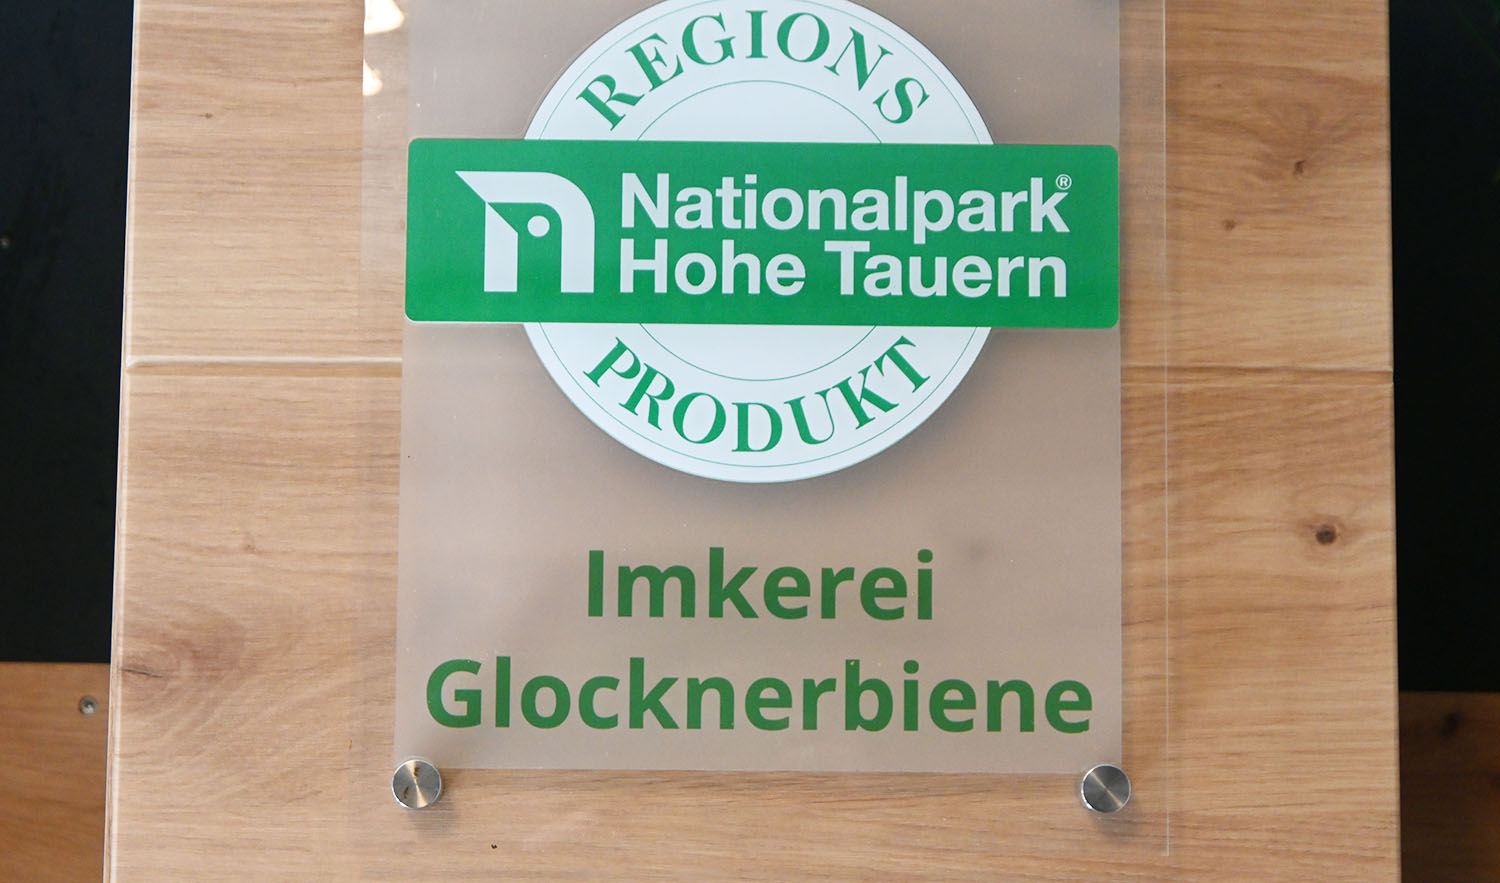 REGIONS
Nationalpark®
Hohe Tauern
PRODUKT
Imkerei
Glocknerbiene